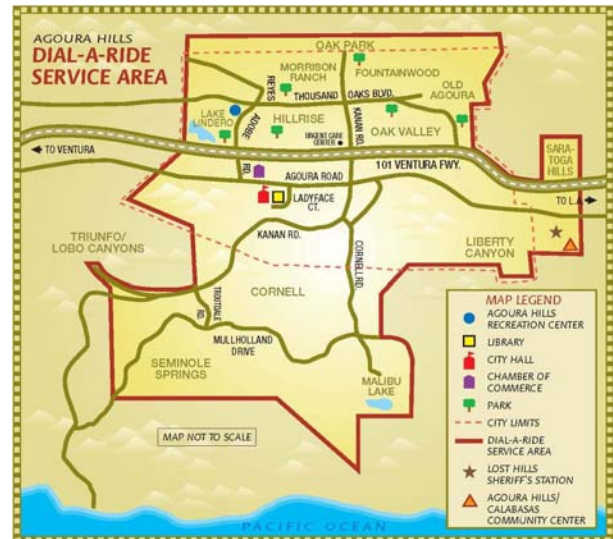 AGOURA HILLS
DIAL-A-RIDE
SERVICE AREA
OAK PARK
MORRISON
RANCH
FOUNTAINWOOD
REYES
THOUSAND
OAKS BLVD.
OLD
AGOURA
LAKE
LINDERO
ADOBE
HILLRISE
KANAN RD.
URGENT CARE
CENTER
OAK VALLEY
TO VENTURA
RD
101 VENTURA FWY.
SARA-
TOGA
HILLS
AGOURA ROAD
TO L.A.
LADYFACE
CT.
KANAN RD.
TRIUNFO/
LOBO CANYONS
LIBERTY
CANYON
CORNELL RD.
CORNELL
TROUTDALE
RD.
MULLHOLLAND
DRIVE
SEMINOLE
SPRINGS
MALIBU
LAKE
MAP NOT TO SCALE
MAP LEGEND
AGOURA HILLS
RECREATION CENTER
LIBRARY
CITY HALL
CHAMBER OF
COMMERCE
PARK
CITY LIMITS
DIAL-A-RIDE
SERVICE AREA
LOST HILLS
SHERIFF'S STATION
AGOURA HILLS/
CALABASAS
COMMUNITY CENTER
PACIFIC OCEAN